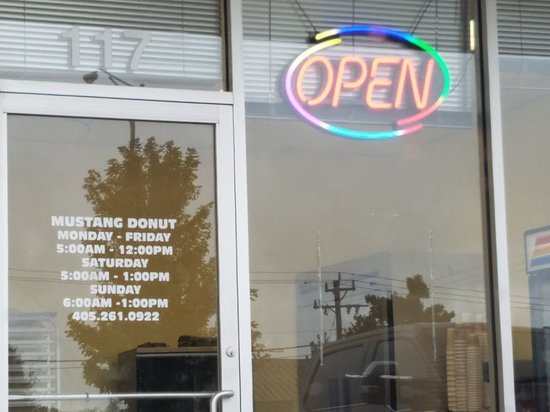 117
OPEN
MUSTANG DONUT
MONDAY - FRIDAY
5:00AM - 12:00PM
SATURDAY
5:00AM - 1:00PM
SUNDAY
6:00AM -1:00PM
405.261.0922